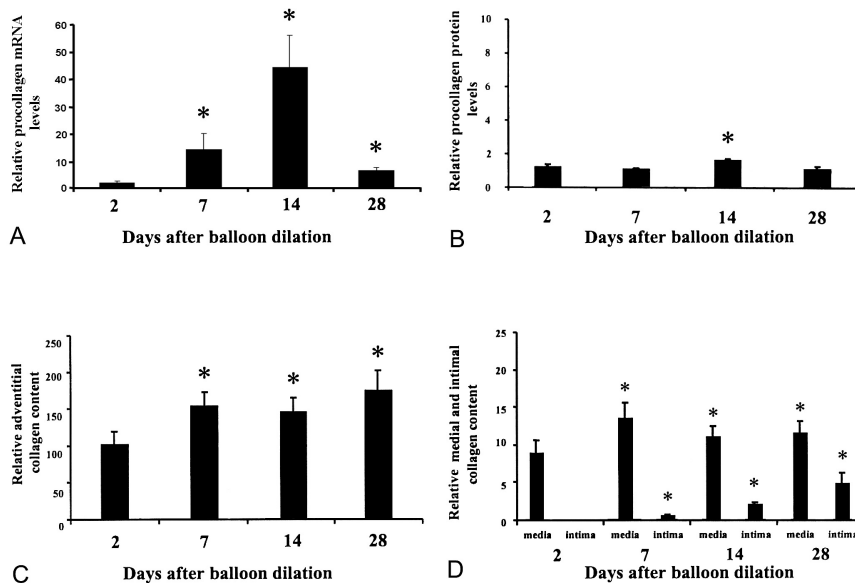 Relative procollagen mRNA
levels
60
50
40
30
20
10
0
*
*
*
2 7 14 28
Days after balloon dilation
A
Relative procollagen protein
levels
10
8
6
4
2
0
*
2 7 14 28
Days after balloon dilation
B
Relative adventitial
collagen content
250
200
150
100
50
0
*
*
*
2 7 14 28
Days after balloon dilation
C
Relative medial and intimal
collagen content
25
20
15
10
5
0
*
*
*
*
*
*
media intima media intima media intima media intima
2 7 14 28
Days after balloon dilation
D